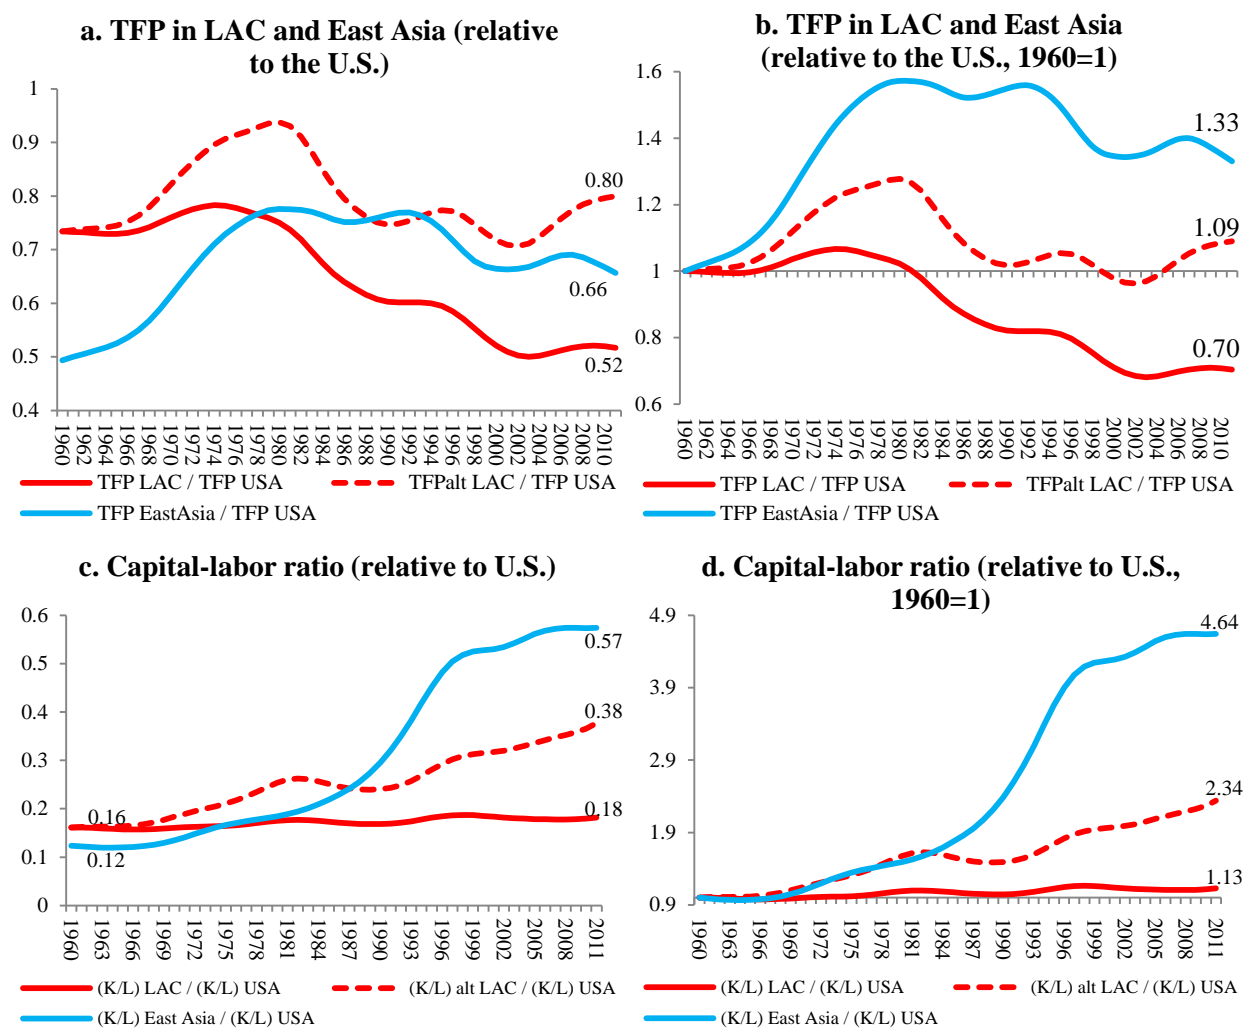 a. TFP in LAC and East Asia (relative
to the U.S.)
1
0.9
0.8
0.7
0.6
0.5
0.4
0.80
0.66
0.52
1960 1962 1964 1966 1968 1970 1972 1974 1976 1978 1980 1982 1984 1986 1988 1990 1992 1994 1996 1998 2000 2002 2004 2006 2008 2010
TFP LAC / TFP USA
TFPalt LAC / TFP USA
TFP EastAsia / TFP USA
b. TFP in LAC and East Asia
(relative to the U.S., 1960=1)
1.6
1.4
1.2
1
0.8
0.6
1.33
1.09
0.70
1960 1962 1964 1966 1968 1970 1972 1974 1976 1978 1980 1982 1984 1986 1988 1990 1992 1994 1996 1998 2000 2002 2004 2006 2008 2010
TFP LAC / TFP USA
TFPalt LAC / TFP USA
TFP EastAsia / TFP USA
c. Capital-labor ratio (relative to U.S.)
0.6
0.5
0.4
0.3
0.2
0.1
0
0.57
0.38
0.16
0.18
0.12
1960 1963 1966 1969 1972 1975 1978 1981 1984 1987 1990 1993 1996 1999 2002 2005 2008 2011
(K/L) LAC / (K/L) USA
(K/L) alt LAC / (K/L) USA
(K/L) East Asia / (K/L) USA
d. Capital-labor ratio (relative to U.S.,
1960=1)
4.9
3.9
2.9
1.9
0.9
4.64
2.34
1.13
1960 1963 1966 1969 1972 1975 1978 1981 1984 1987 1990 1993 1996 1999 2002 2005 2008 2011
(K/L) LAC / (K/L) USA
(K/L) alt LAC / (K/L) USA
(K/L) East Asia / (K/L) USA